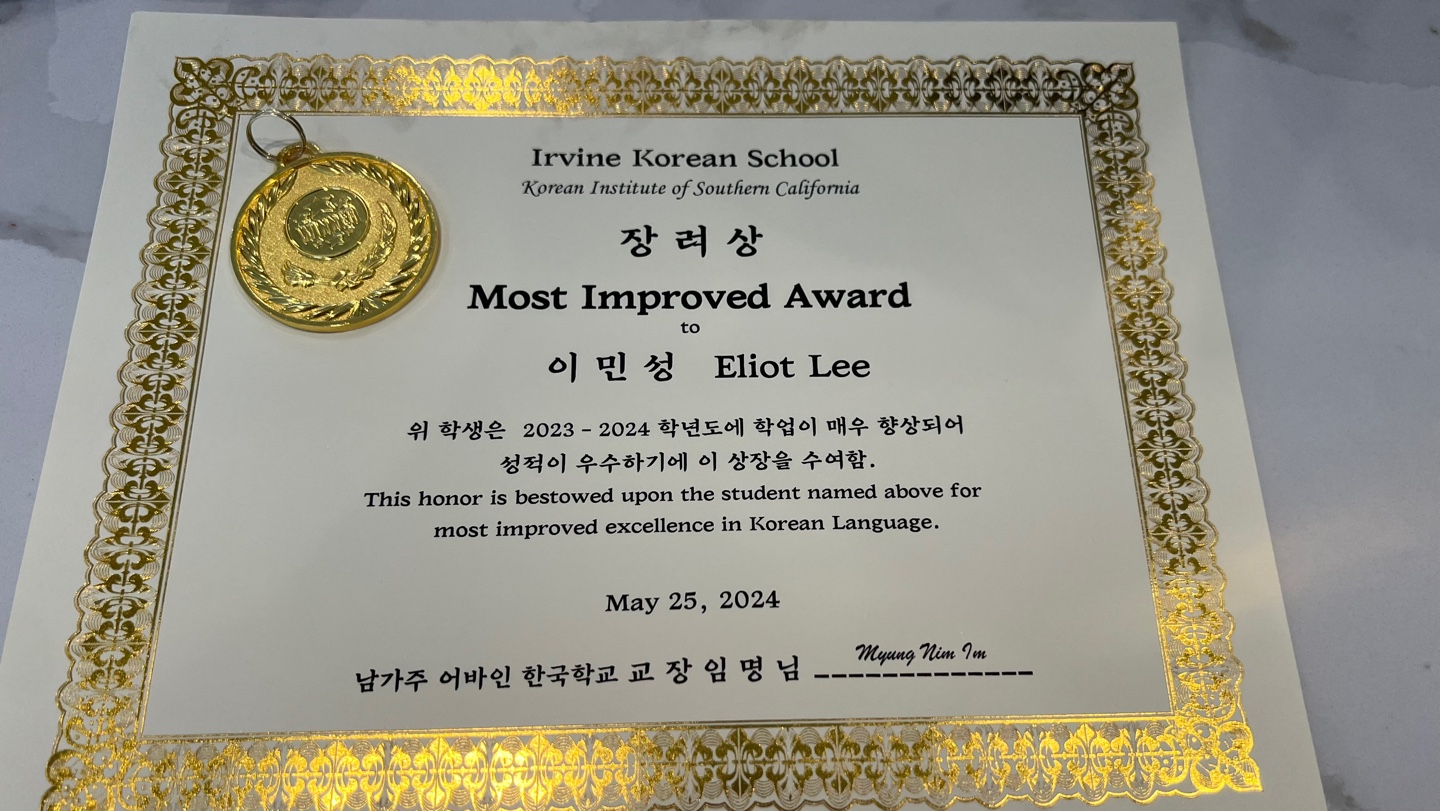 Irvine Korean School
Korean Institute of Southern California
장 려 상
Most Improved Award
to
이 민 성 Eliot Lee
위 학생은 2023 - 2024 학년도에 학업이 매우 향상되어
성적이 우수하기에 이 상장을 수여함.
This honor is bestowed upon the student named above for
most improved excellence in Korean Language.
May 25, 2024
Myung Nim Im
남가주 어바인 한국학교 교 장 임 명 님